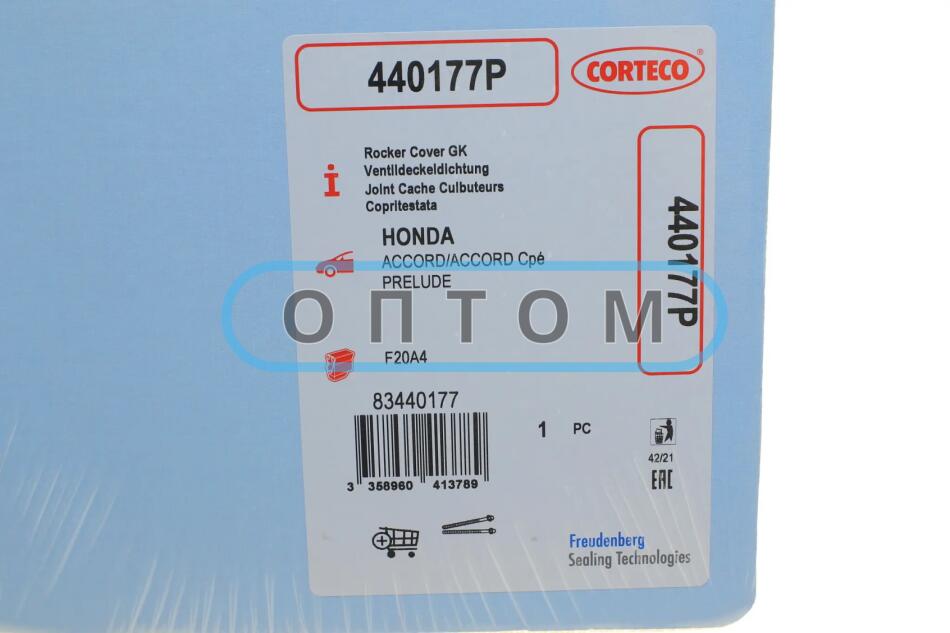 440177P
CORTECO®
Rocker Cover GK
Ventildeckeldichtung
Joint Cache Culbuteurs
Copritestata
440177P
HONDA
ACCORD/ACCORD Cpé
PRELUDE
ОПТОМ
F20A4
83440177
1 PC
3 358960 413789
42/21
EAC
Freudenberg
Sealing Technologies